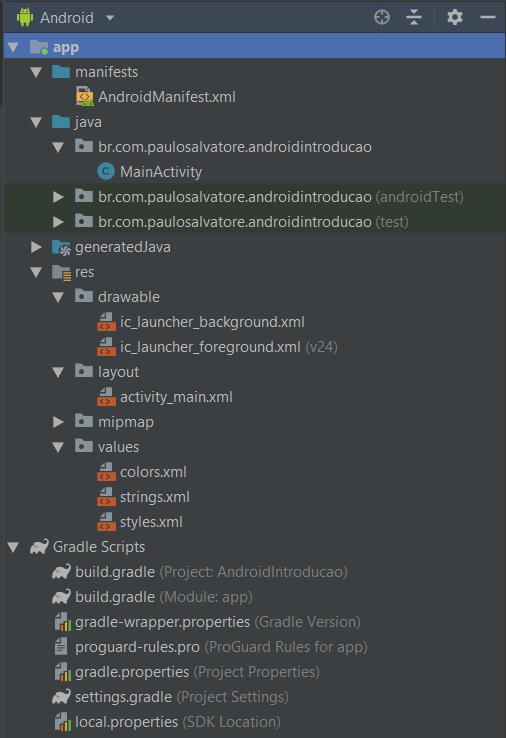 Android
app
manifests
AndroidManifest.xml
java
br.com.paulosalvatore.androidintroducao
C MainActivity
br.com.paulosalvatore.androidintroducao (androidTest)
br.com.paulosalvatore.androidintroducao (test)
generatedJava
res
drawable
ic_launcher_background.xml
ic_launcher_foreground.xml (v24)
layout
activity_main.xml
mipmap
values
colors.xml
strings.xml
styles.xml
Gradle Scripts
build.gradle (Project: AndroidIntroducao)
build.gradle (Module: app)
gradle-wrapper.properties (Gradle Version)
proguard-rules.pro (ProGuard Rules for app)
gradle.properties (Project Properties)
settings.gradle (Project Settings)
local.properties (SDK Location)